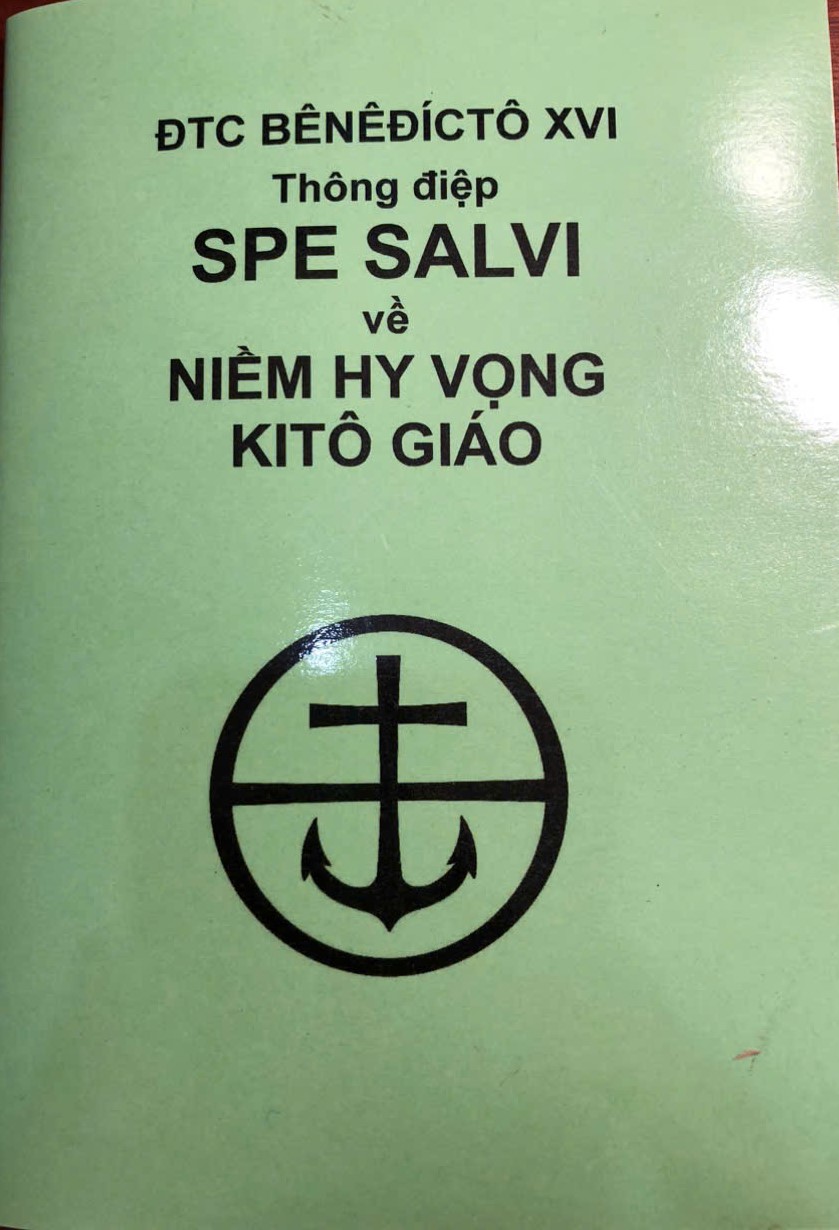 ĐTC BÊNÊĐÍCTÔ XVI
Thông điệp
SPE SALVI
về
NIỀM HY VỌNG
KITÔ GIÁO